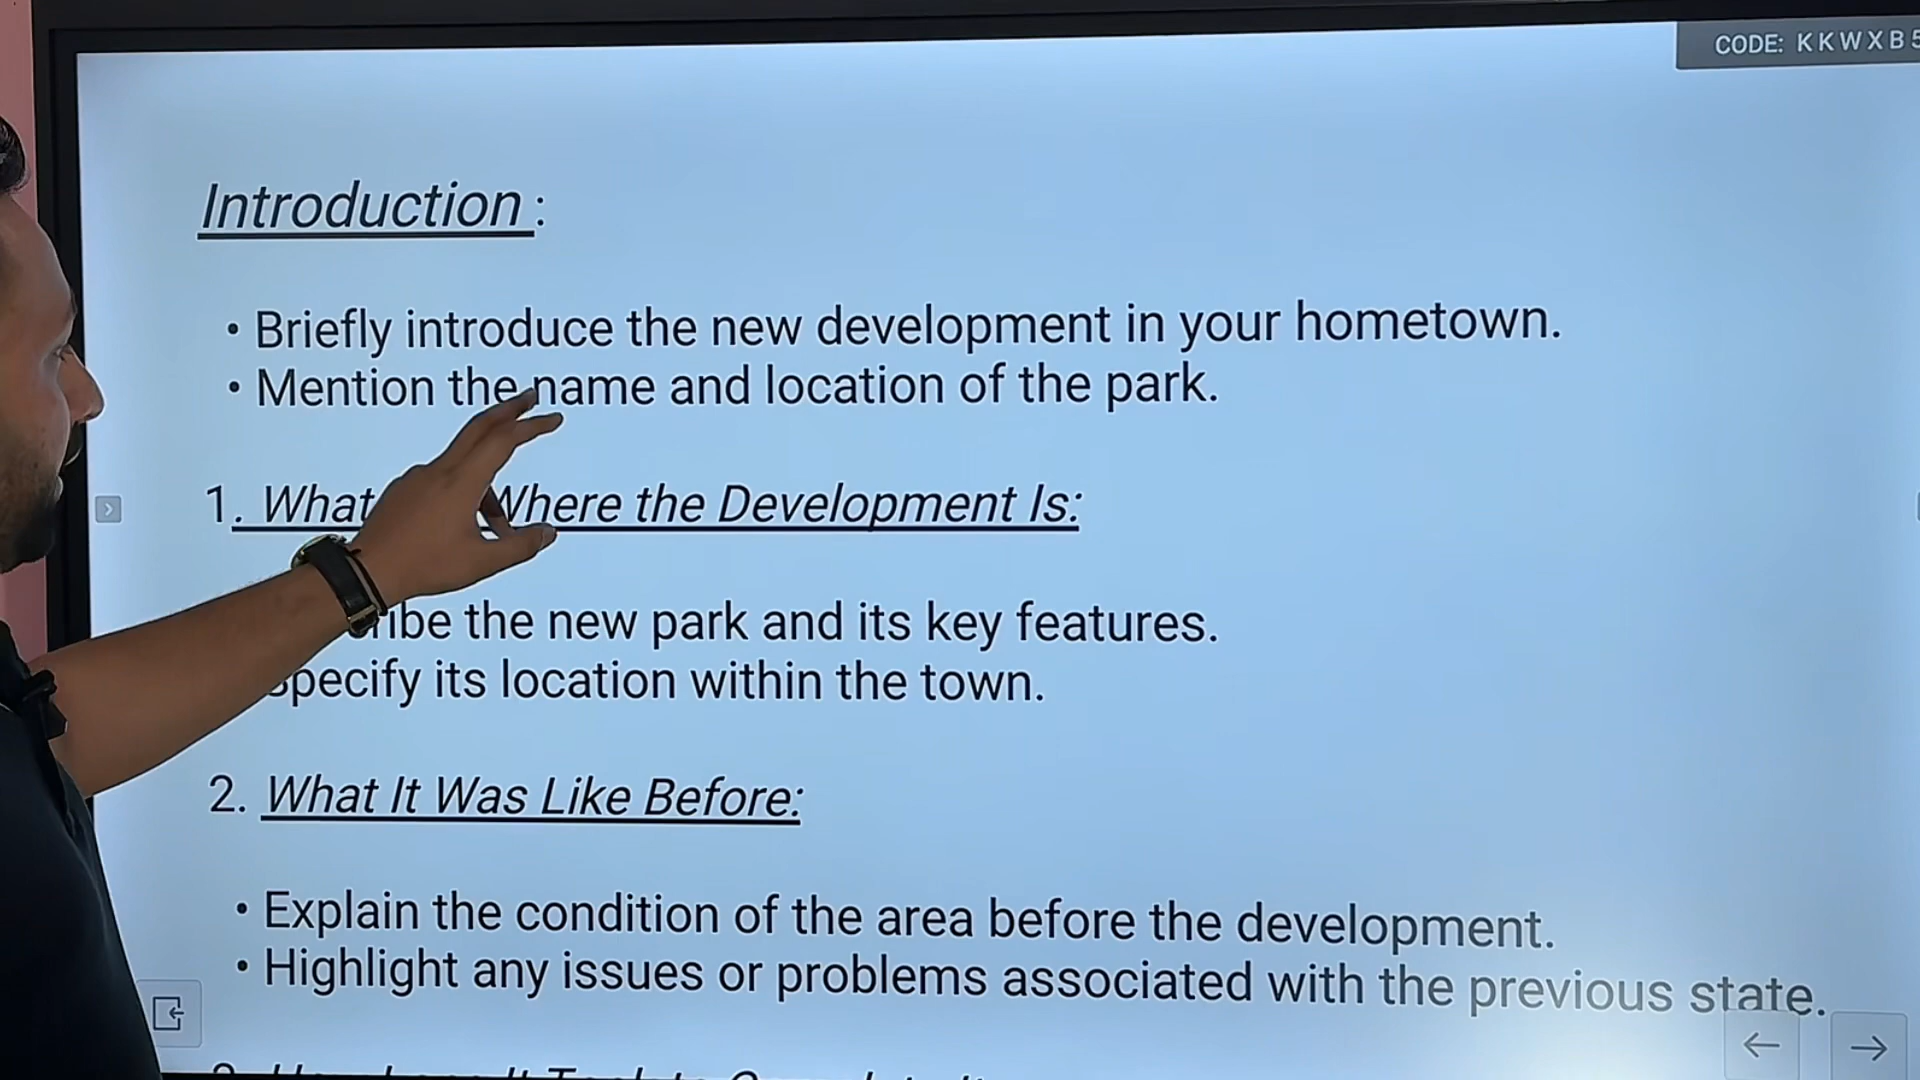 CODE: KKWXB5
Introduction :
• Briefly introduce the new development in your hometown.
• Mention the name and location of the park.
1. What Where the Development Is:
the new park and its key features.
Specify its location within the town.
2. What It Was Like Before:
• Explain the condition of the area before the development.
• Highlight any issues or problems associated with the previous state.